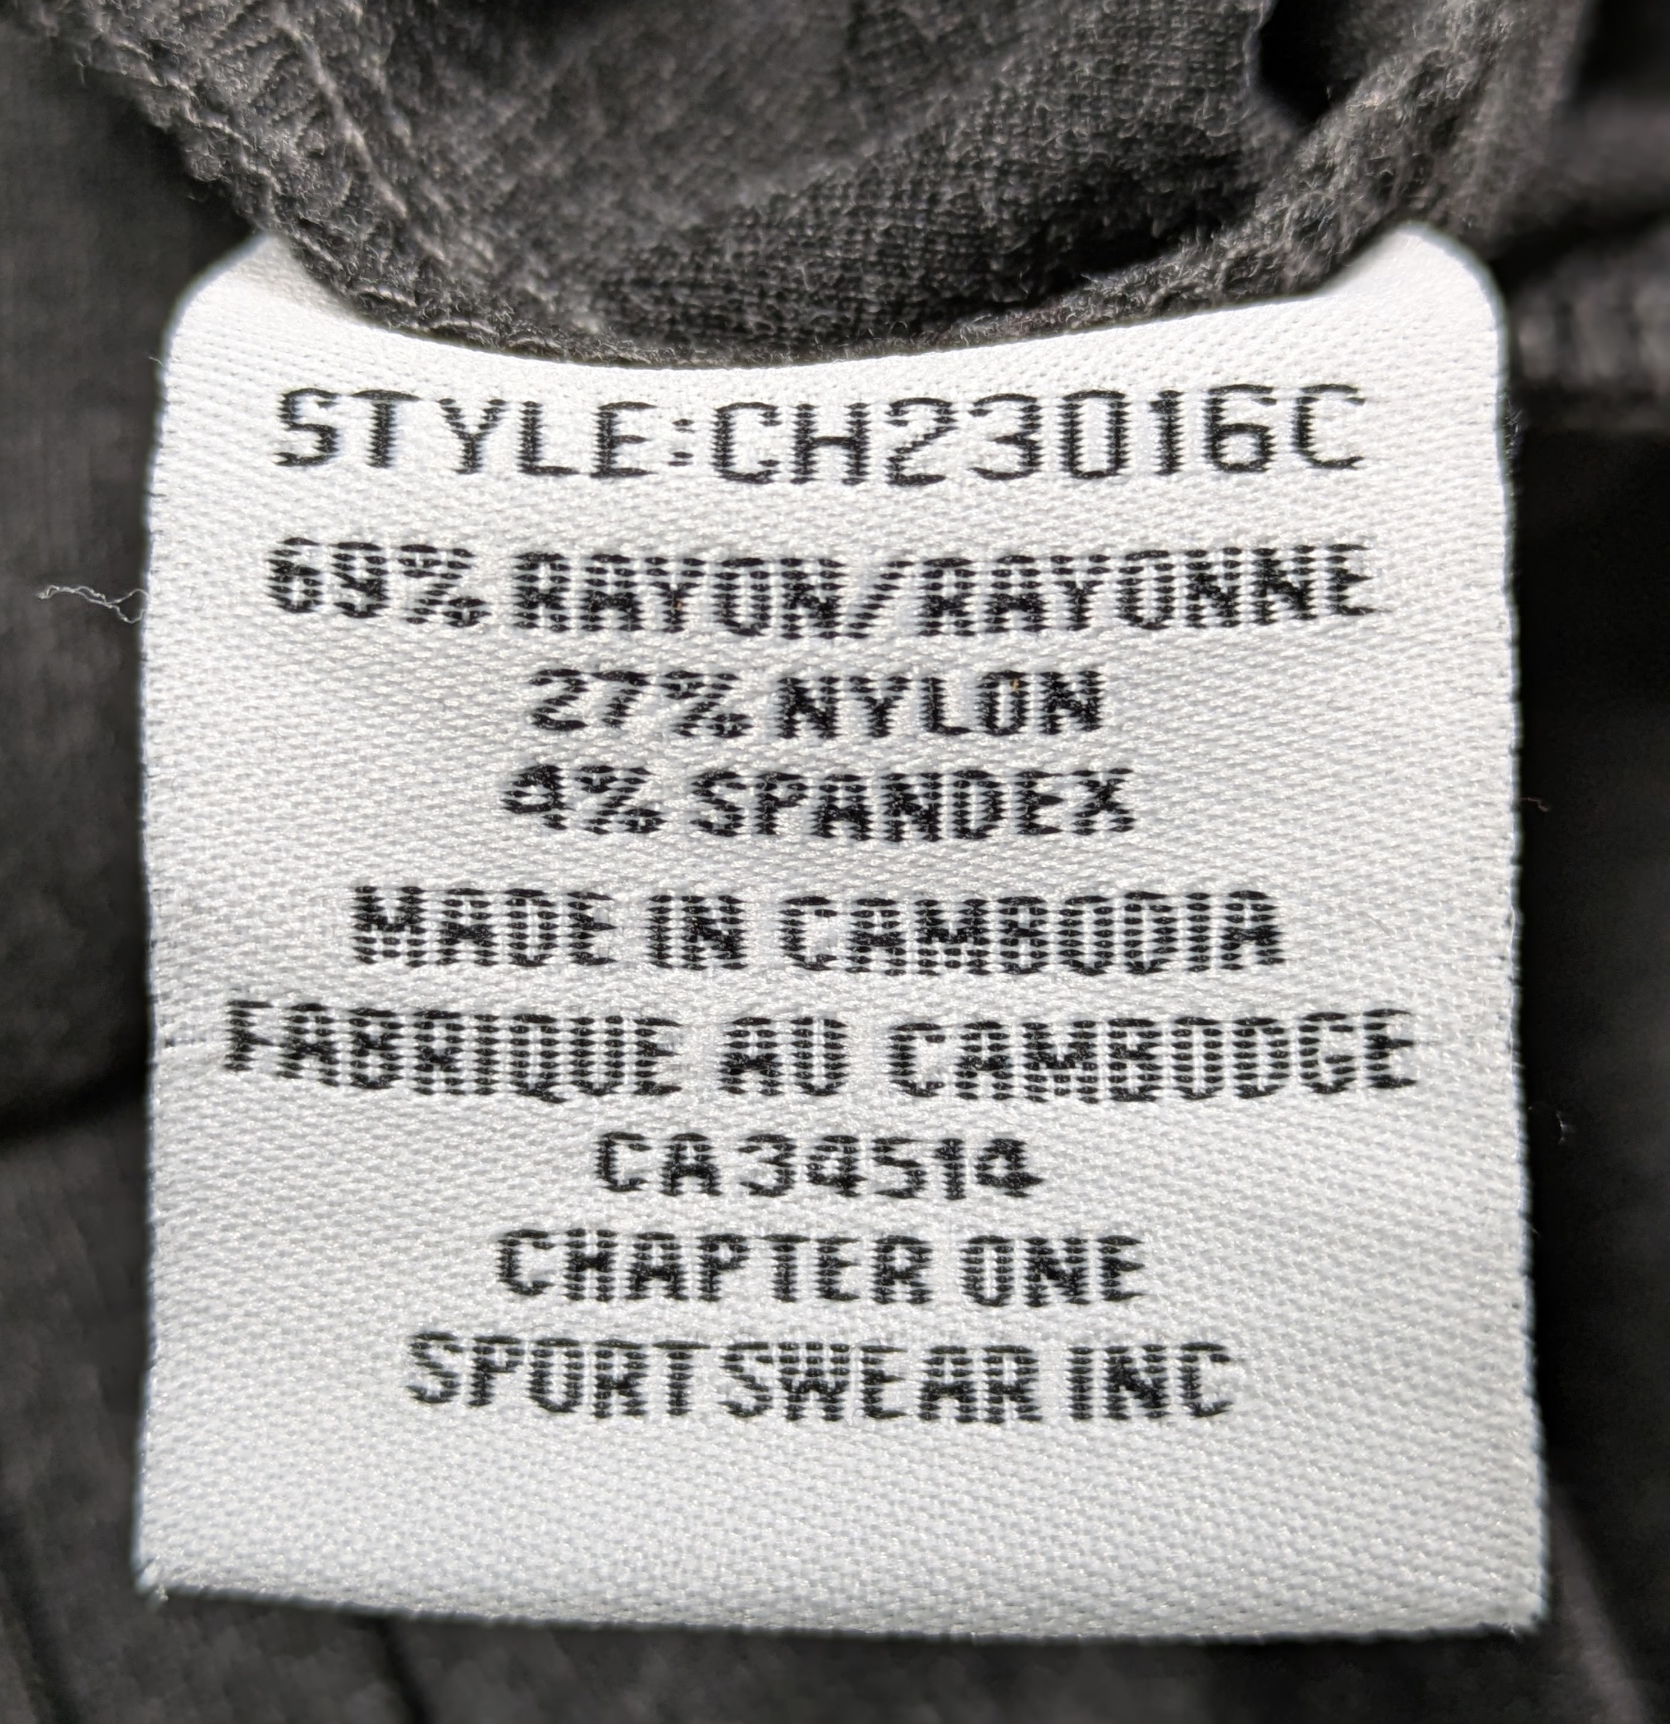 STYLE:CH23016C
69% RAYON/RAYONNE
27% NYLON
4% SPANDEX
MADE IN CAMBODIA
FABRIQUE AU CAMBODGE
CA34514
CHAPTER ONE
SPORTSWEAR INC